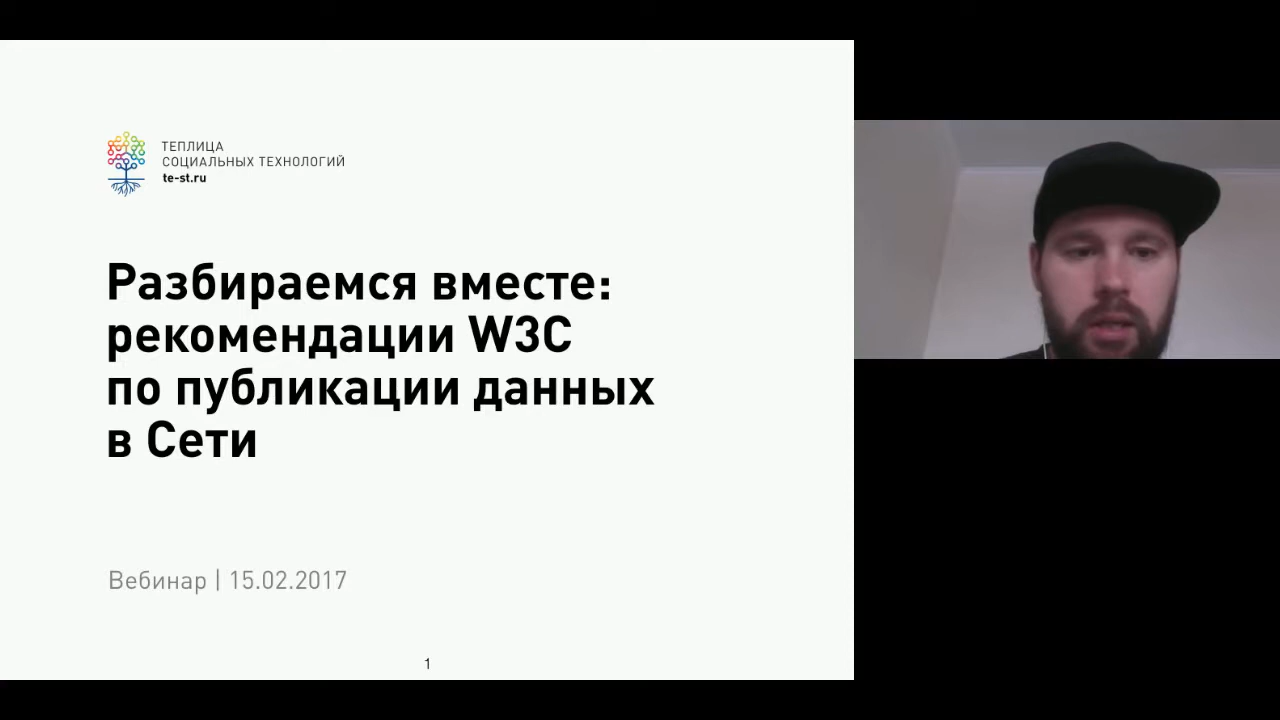 ТЕПЛИЦА
СОЦИАЛЬНЫХ ТЕХНОЛОГИЙ
te-st.ru
Разбираемся вместе:
рекомендации W3C
по публикации данных
в Сети
Вебинар | 15.02.2017
1